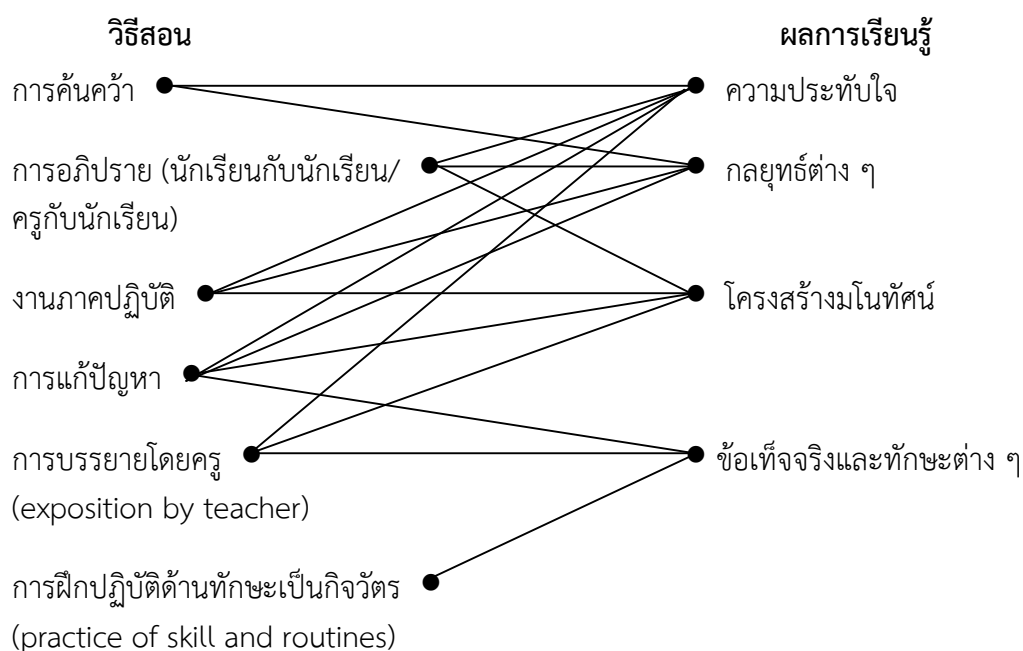 วิธีสอน
ผลการเรียนรู้
การค้นคว้า
ความประทับใจ
การอภิปราย (นักเรียนกับนักเรียน/
ครูกับนักเรียน)
กลยุทธ์ต่าง ๆ
งานภาคปฏิบัติ
โครงสร้างมโนทัศน์
การแก้ปัญหา
การบรรยายโดยครู
(exposition by teacher)
ข้อเท็จจริงและทักษะต่าง ๆ
การฝึกปฏิบัติด้านทักษะเป็นกิจวัตร
(practice of skill and routines)